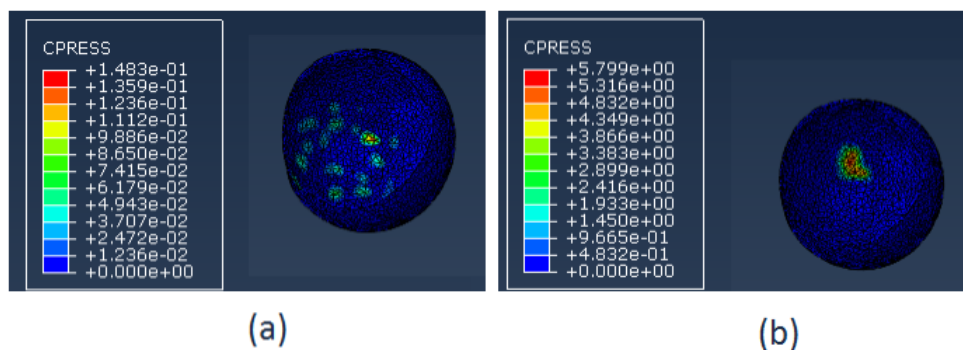 CPRESS
+1.483e-01
+1.359e-01
+1.236e-01
+1.112e-01
+9.886e-02
+8.650e-02
+7.415e-02
+6.179e-02
+4.943e-02
+3.707e-02
+2.472e-02
+1.236e-02
+0.000e+00
(a)
CPRESS
+5.799e+00
+5.316e+00
+4.832e+00
+4.349e+00
+3.866e+00
+3.383e+00
+2.899e+00
+2.416e+00
+1.933e+00
+1.450e+00
+9.665e-01
+4.832e-01
+0.000e+00
(b)